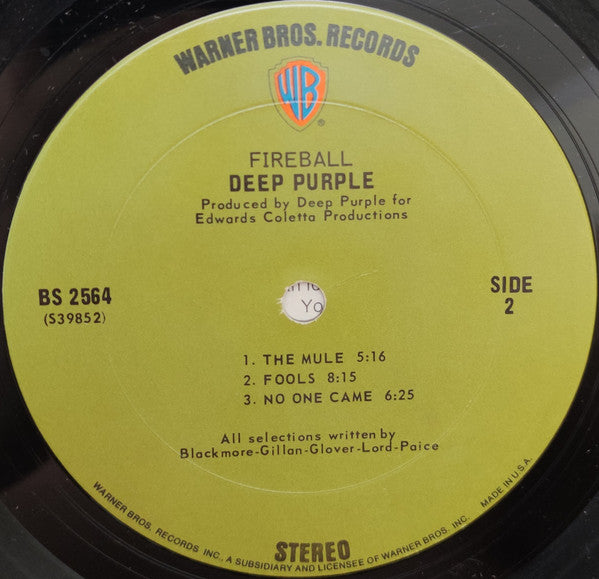 WARNER BROS. RECORDS
WB
®
FIREBALL
DEEP PURPLE
Produced by Deep Purple for
Edwards Coletta Productions
BS 2564
(S39852)
SIDE
2
Yo
1. THE MULE 5:16
2. FOOLS 8:15
3. NO ONE CAME 6:25
All selections written by
Blackmore-Gillan-Glover-Lord-Paice
STEREO
WARNER BROS. RECORDS INC., A SUBSIDIARY AND LICENSEE OF WARNER BROS. INC. MADE IN U.S.A.